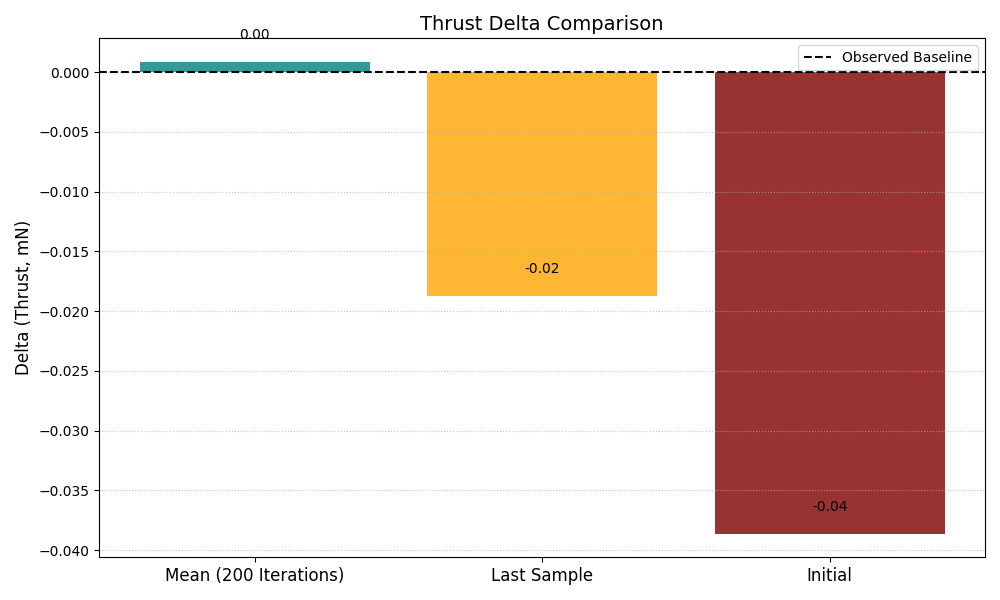 Thrust Delta Comparison
0.00
Observed Baseline
0.000
−0.005
−0.010
−0.015
−0.020
−0.025
−0.030
−0.035
−0.040
Delta (Thrust, mN)
-0.02
-0.04
Mean (200 Iterations)
Last Sample
Initial